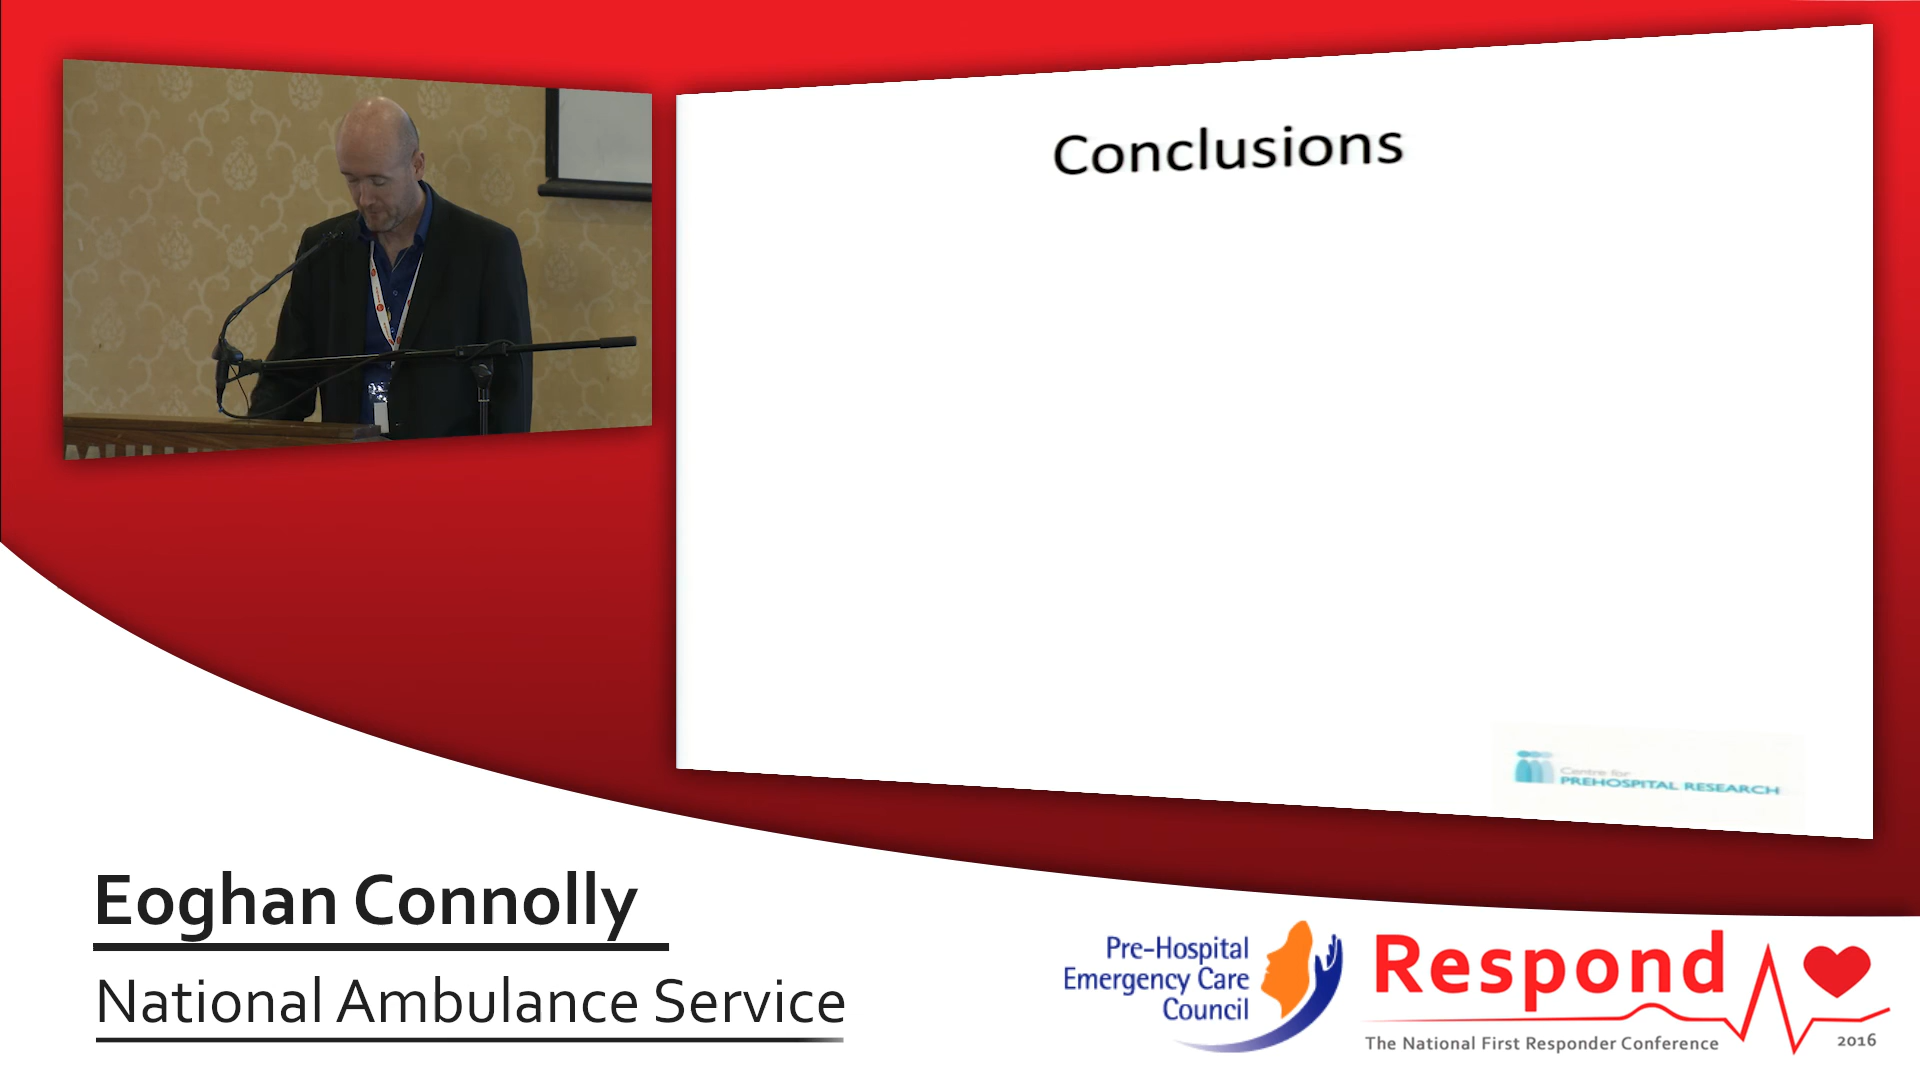 Conclusions
Centre for
PREHOSPITAL RESEARCH
Eoghan Connolly
National Ambulance Service
Pre-Hospital
Emergency Care
Council
Respond
The National First Responder Conference
2016